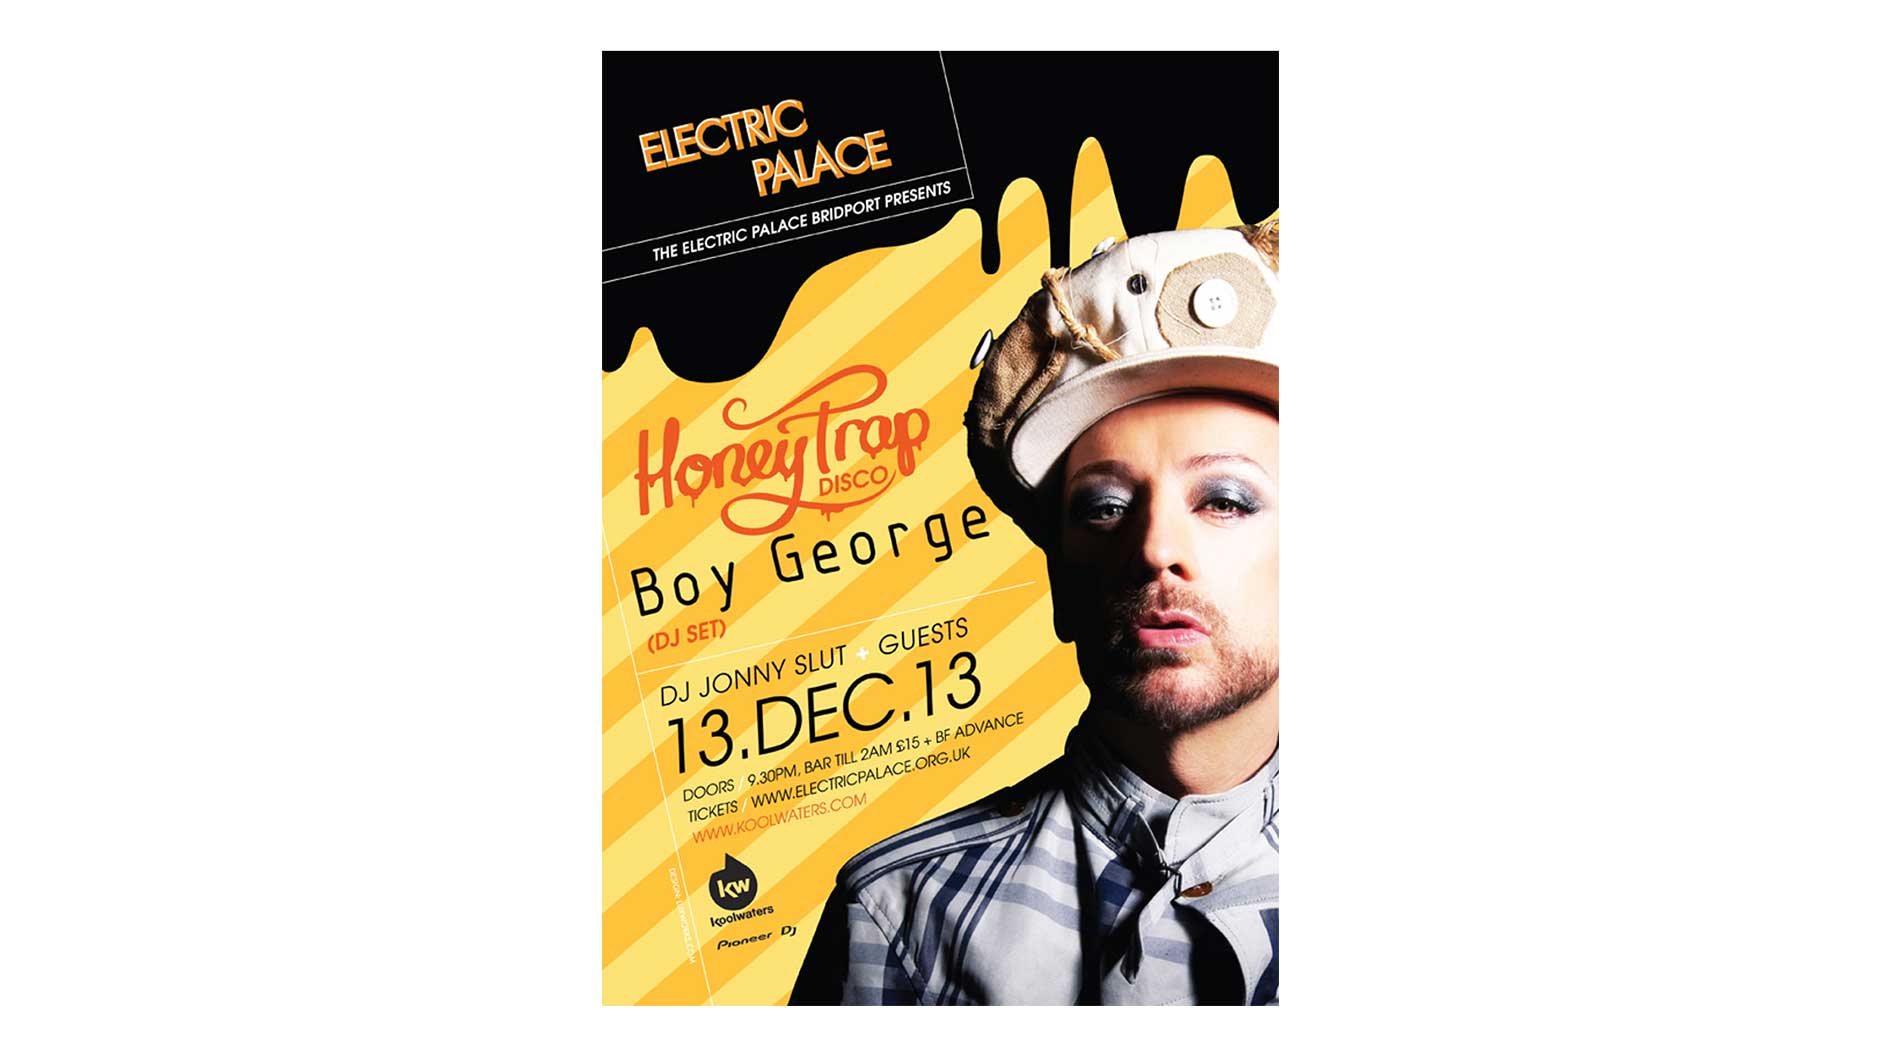 ELECTRIC
PALACE
THE ELECTRIC PALACE BRIDPORT PRESENTS
HoneyTrap
DISCO
Boy George
(DJ SET)
DJ JONNY SLUT + GUESTS
13.DEC.13
DOORS / 9.30PM, BAR TILL 2AM £15 + BF ADVANCE
TICKETS / WWW.ELECTRICPALACE.ORG.UK
WWW.KOOLWATERS.COM
kw
koolwaters
Pioneer Dj
DESIGN: